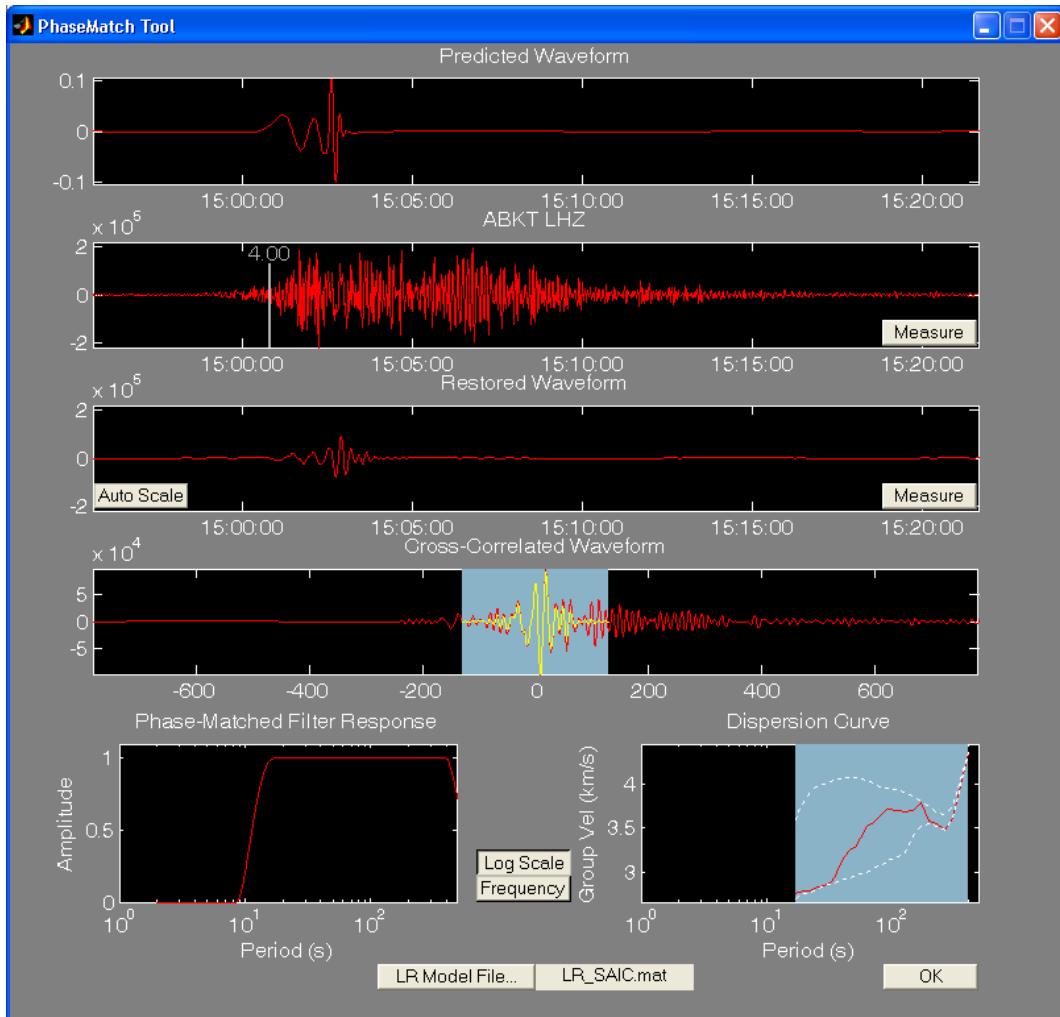 PhaseMatch Tool
Predicted Waveform
0.1
0
-0.1
15:00:00 15:05:00 15:10:00 15:15:00 15:20:00
ABKT LHZ
x 10^5
2
0
-2
4.00
Measure
15:00:00 15:05:00 15:10:00 15:15:00 15:20:00
Restored Waveform
x 10^5
2
0
-2
Auto Scale
Measure
15:00:00 15:05:00 15:10:00 15:15:00 15:20:00
Cross-Correlated Waveform
x 10^4
5
0
-5
-600 -400 -200 0 200 400 600
Phase-Matched Filter Response
Amplitude
1
0.5
0
10^0 10^1 10^2
Period (s)
Log Scale
Frequency
Dispersion Curve
Group Vel (km/s)
4
3.5
3
10^0 10^1 10^2
Period (s)
LR Model File... LR_SAIC.mat OK